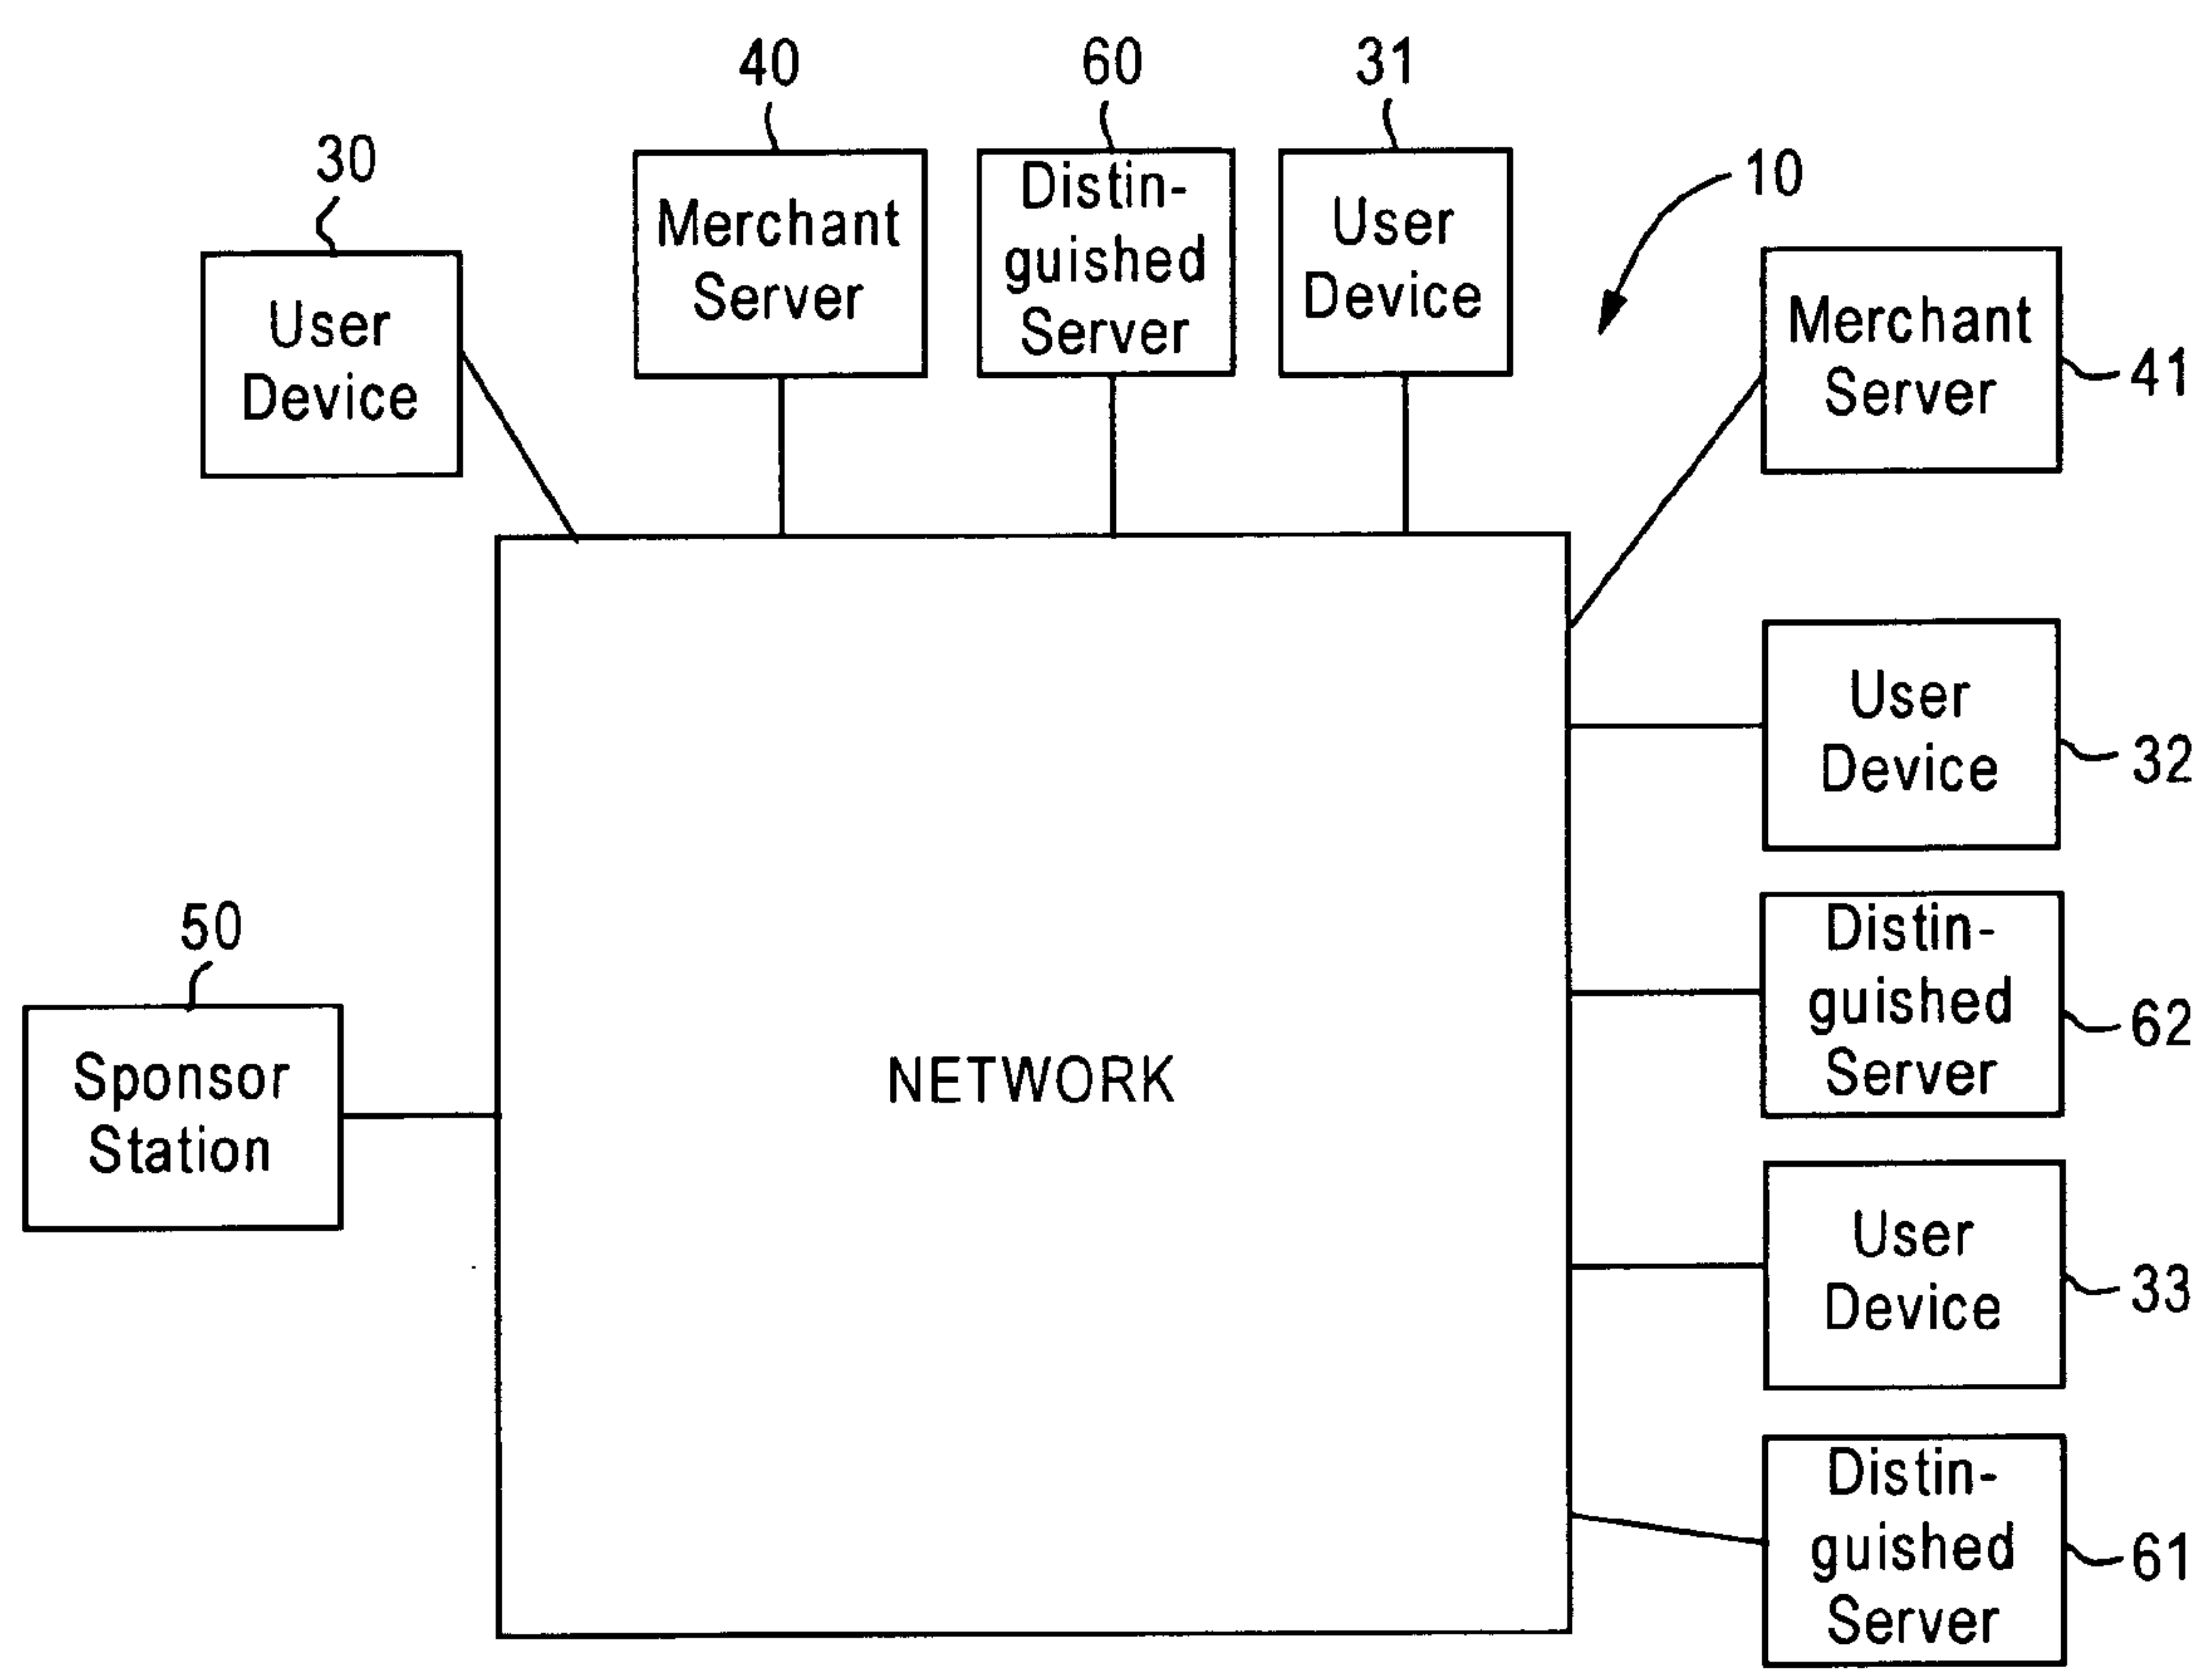 40
60
31
30
10
Merchant
Server
Distin-
guished
Server
User
Device
User
Device
Merchant
Server
41
User
Device
32
50
Distin-
guished
Server
62
Sponsor
Station
NETWORK
User
Device
33
Distin-
guished
Server
61